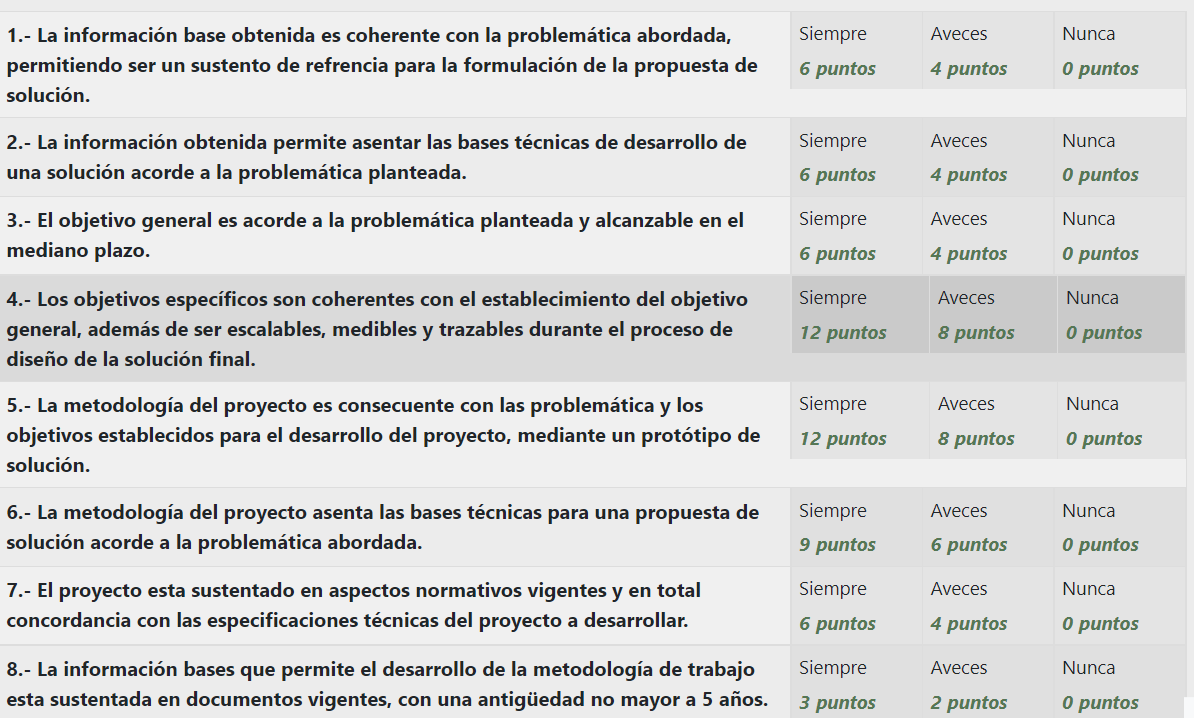 1.- La información base obtenida es coherente con la problemática abordada,
permitiendo ser un sustento de refrencia para la formulación de la propuesta de
solución.
Siempre Aveces Nunca
6 puntos 4 puntos 0 puntos
2.- La información obtenida permite asentar las bases técnicas de desarrollo de
una solución acorde a la problemática planteada.
Siempre Aveces Nunca
6 puntos 4 puntos 0 puntos
3.- El objetivo general es acorde a la problemática planteada y alcanzable en el
mediano plazo.
Siempre Aveces Nunca
6 puntos 4 puntos 0 puntos
4.- Los objetivos específicos son coherentes con el establecimiento del objetivo
general, además de ser escalables, medibles y trazables durante el proceso de
diseño de la solución final.
Siempre Aveces Nunca
12 puntos 8 puntos 0 puntos
5.- La metodología del proyecto es consecuente con las problemática y los
objetivos establecidos para el desarrollo del proyecto, mediante un protótipo de
solución.
Siempre Aveces Nunca
12 puntos 8 puntos 0 puntos
6.- La metodología del proyecto asenta las bases técnicas para una propuesta de
solución acorde a la problemática abordada.
Siempre Aveces Nunca
9 puntos 6 puntos 0 puntos
7.- El proyecto esta sustentado en aspectos normativos vigentes y en total
concordancia con las especificaciones técnicas del proyecto a desarrollar.
Siempre Aveces Nunca
6 puntos 4 puntos 0 puntos
8.- La información bases que permite el desarrollo de la metodología de trabajo
esta sustentada en documentos vigentes, con una antigüedad no mayor a 5 años.
Siempre Aveces Nunca
3 puntos 2 puntos 0 puntos